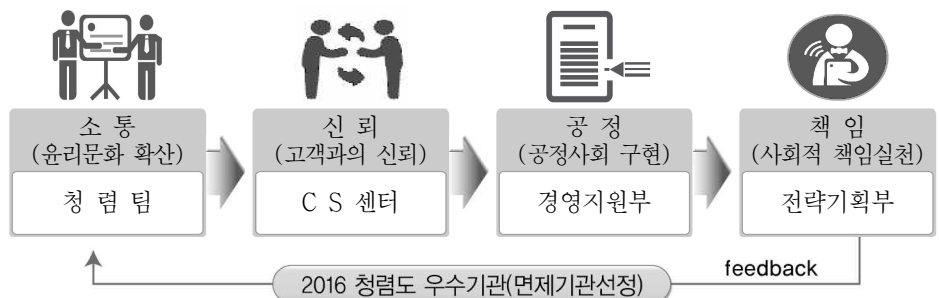 소 통
(윤리문화 확산)
청 렴 팀
신 뢰
(고객과의 신뢰)
C S 센터
공 정
(공정사회 구현)
경영지원부
책 임
(사회적 책임실천)
전략기획부
feedback
2016 청렴도 우수기관(면제기관선정)